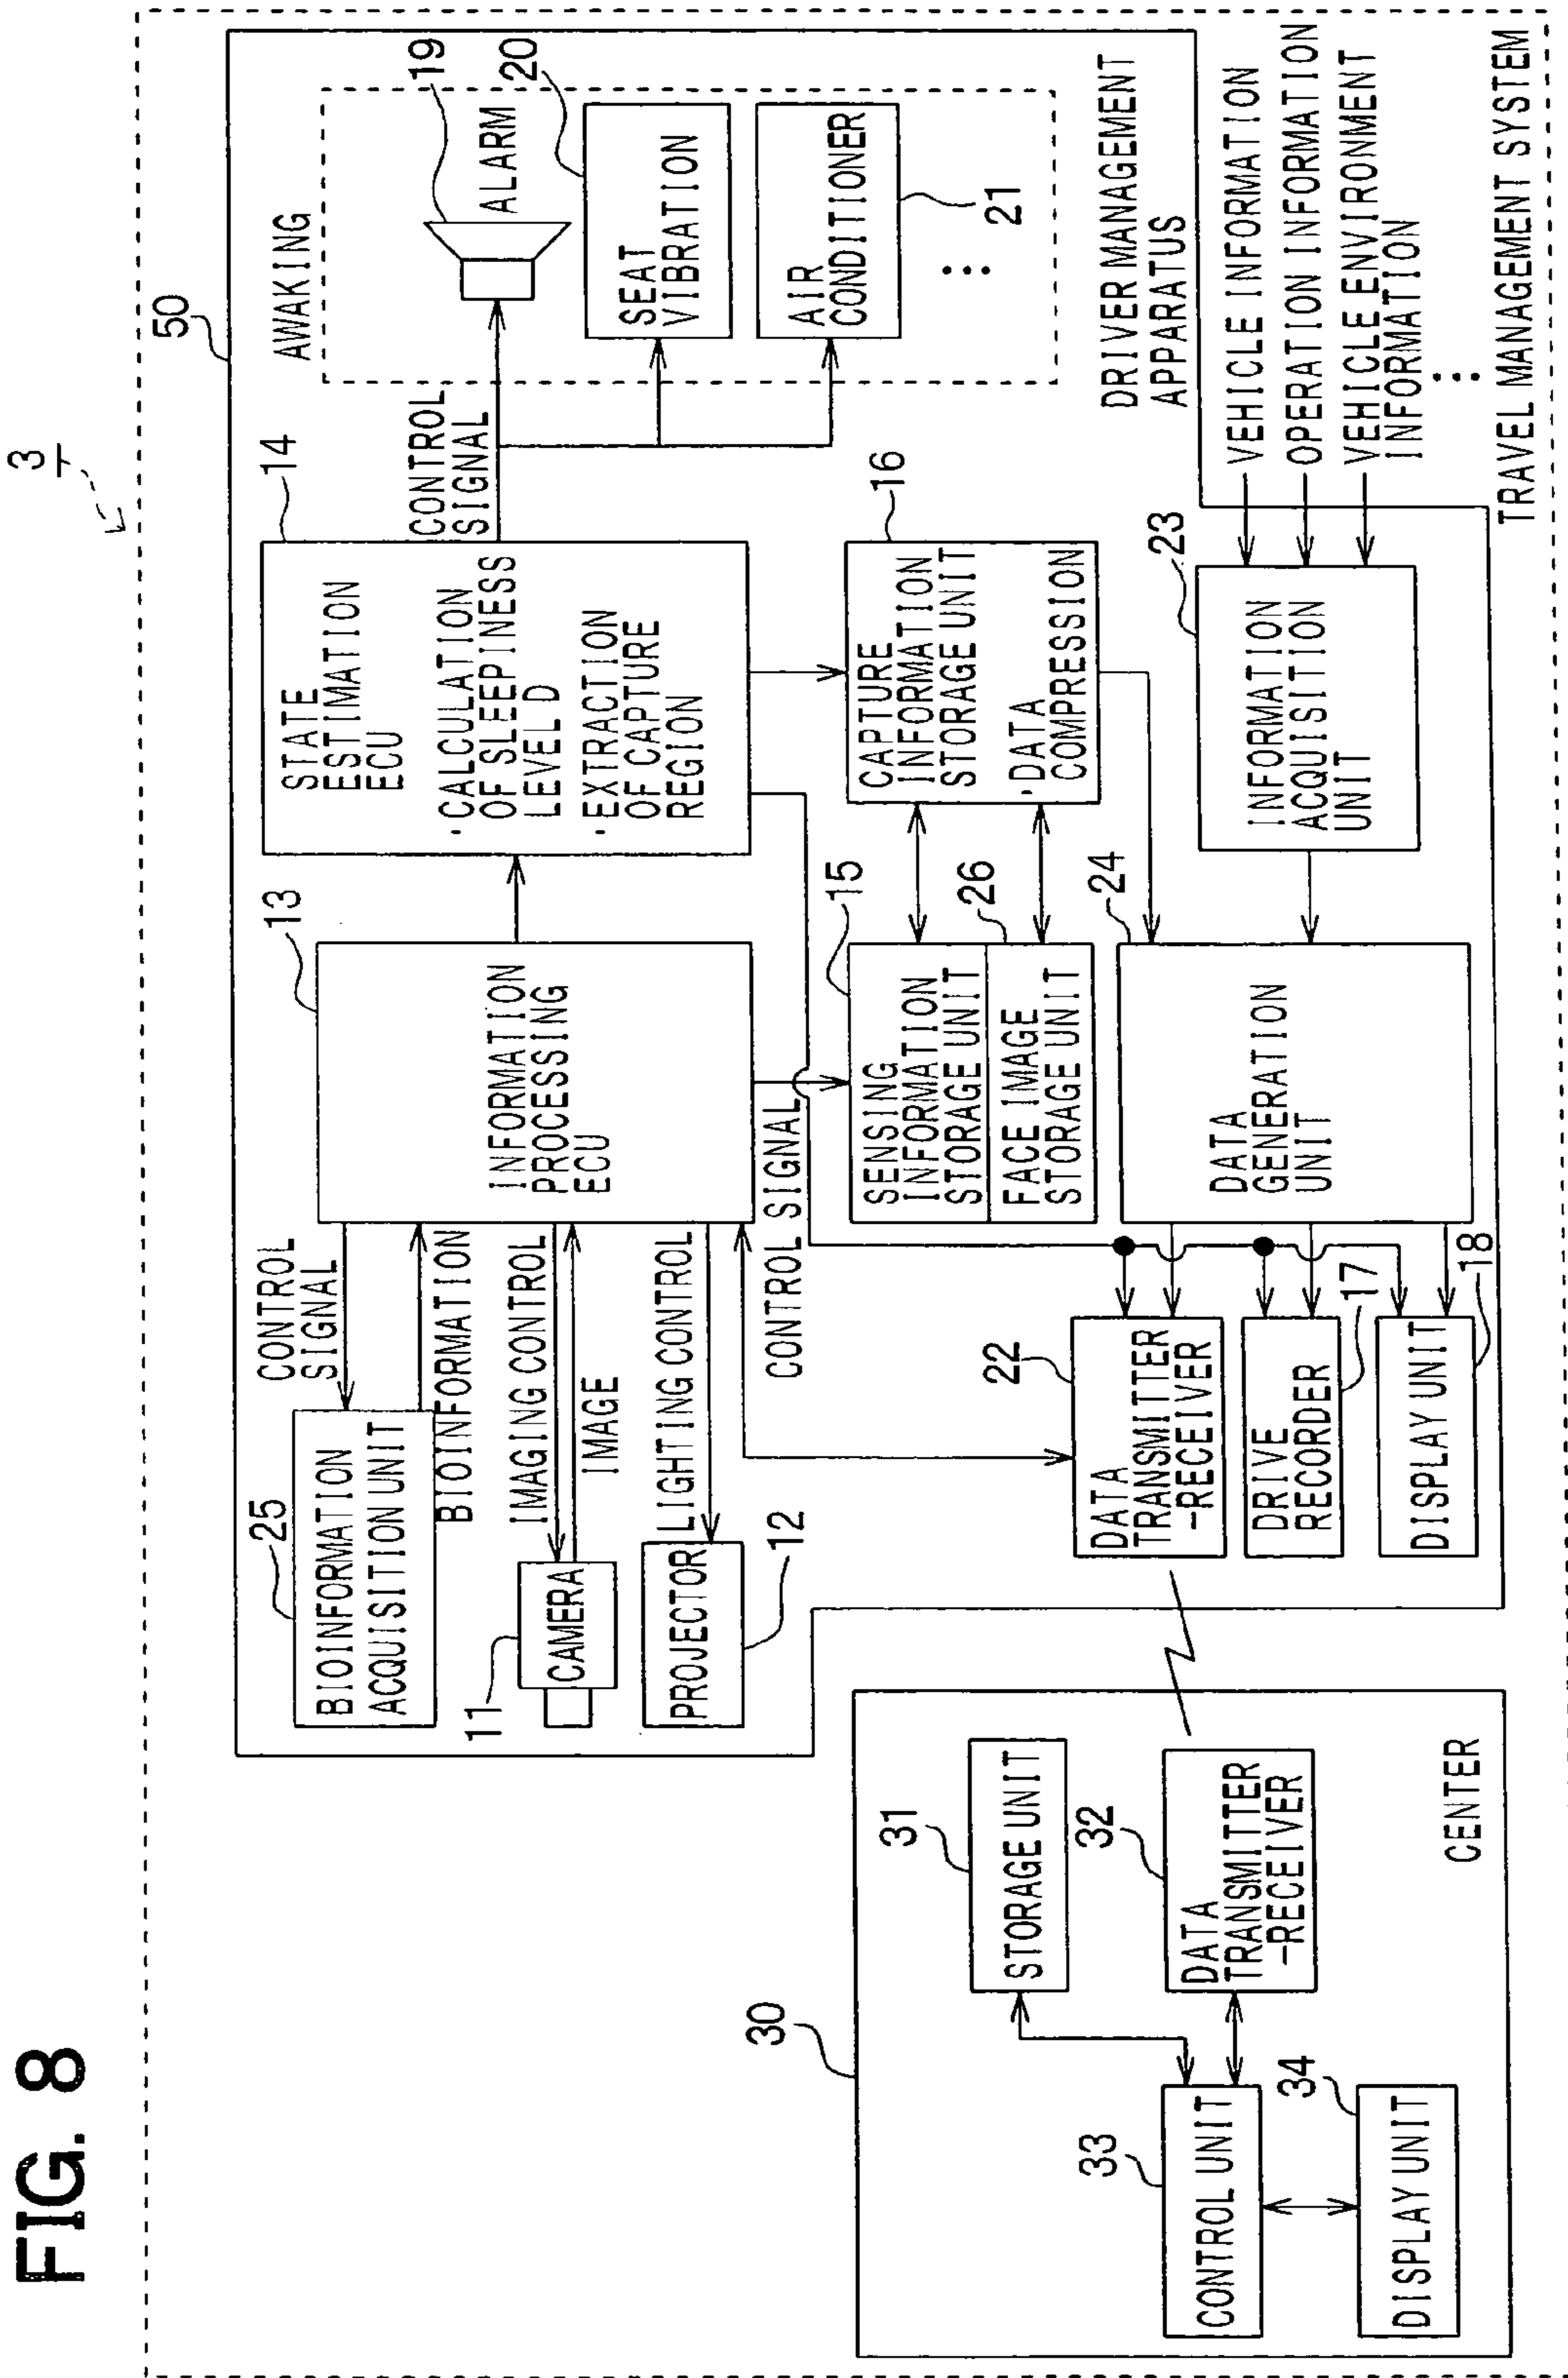 FIG. 8
3
50
25
BIOINFORMATION
ACQUISITION UNIT
CONTROL
SIGNAL
BIOINFORMATION
11
CAMERA
IMAGING CONTROL
IMAGE
PROJECTOR
12
LIGHTING CONTROL
CONTROL SIGNAL
13
INFORMATION
PROCESSING
ECU
14
STATE
ESTIMATION
ECU
·CALCULATION
OF SLEEPINESS
LEVEL D
·EXTRACTION
OF CAPTURE
REGION
CONTROL
SIGNAL
AWAKING
19
ALARM
20
SEAT
VIBRATION
AIR
CONDITIONER
21
15
SENSING
INFORMATION
STORAGE UNIT
26
FACE IMAGE
STORAGE UNIT
16
CAPTURE
INFORMATION
STORAGE UNIT
·DATA
COMPRESSION
DRIVER MANAGEMENT
APPARATUS
22
DATA
TRANSMITTER
-RECEIVER
DRIVE
RECORDER
17
DISPLAY UNIT
18
24
DATA
GENERATION
UNIT
23
INFORMATION
ACQUISITION
UNIT
VEHICLE INFORMATION
OPERATION INFORMATION
VEHICLE ENVIRONMENT
INFORMATION
TRAVEL MANAGEMENT SYSTEM
30
31
STORAGE UNIT
32
DATA
TRANSMITTER
-RECEIVER
33
CONTROL UNIT
34
DISPLAY UNIT
CENTER